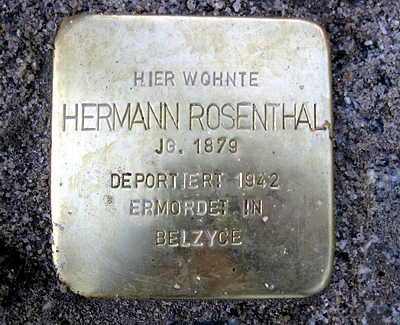 HIER WOHNTE
HERMANN ROSENTHAL
JG. 1879
DEPORTIERT 1942
ERMORDET IN
BELZYCE